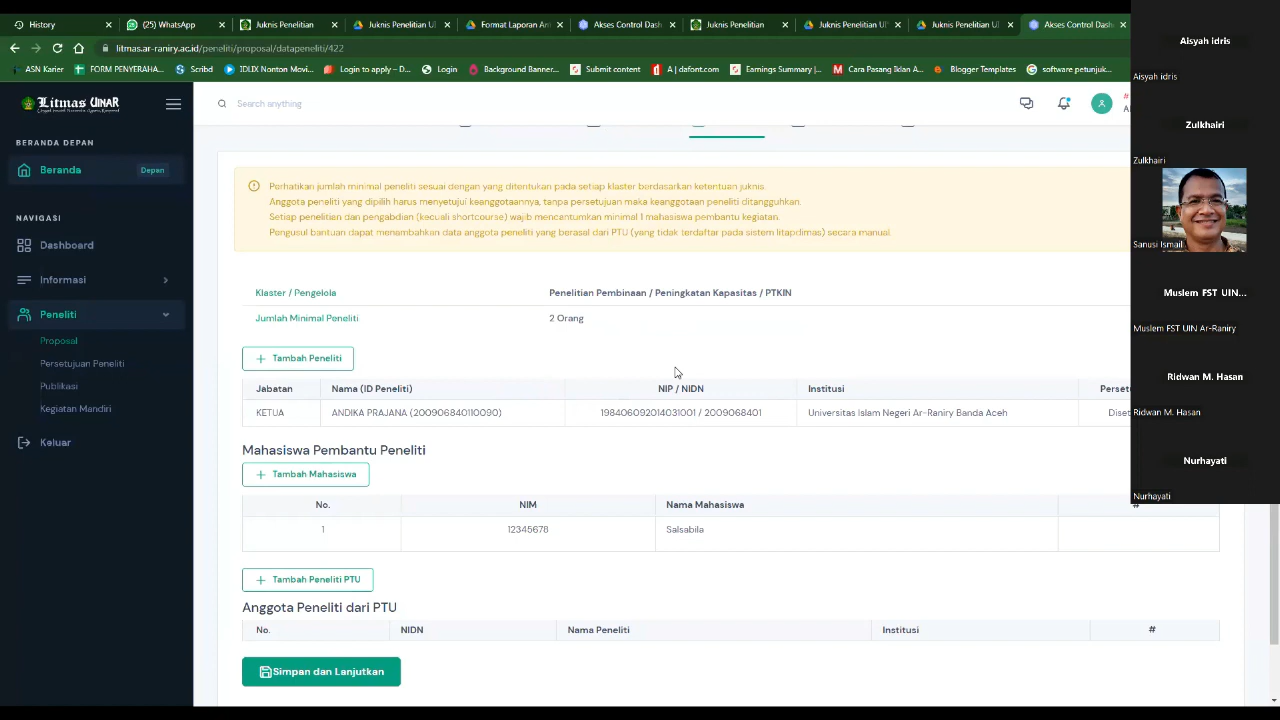 History
(25) WhatsApp
Juknis Penelitian
Juknis Penelitian UI
Format Laporan An
Akses Control Dash
Juknis Penelitian
Juknis Penelitian UI
Juknis Penelitian UI
Akses Control Dash
litmas.ar-raniry.ac.id/peneliti/proposal/datapeneliti/422
ASN Karier
FORM PENYERAHA...
Scribd
IDLIX Nonton Movi...
Login to apply – D...
Login
Background Banner...
Submit content
A | dafont.com
Earnings Summary |...
Cara Pasang Iklan A...
Blogger Templates
software petunjuk...
Litmas UINAR
Search anything
BERANDA DEPAN
Beranda
Depan
NAVIGASI
Dashboard
Informasi
Peneliti
Proposal
Persetujuan Peneliti
Publikasi
Kegiatan Mandiri
Keluar
Perhatikan jumlah minimal peneliti sesuai dengan yang ditentukan pada setiap klaster bordasarkan ketentuan juknis.
Anggota peneliti yang dipilih harus menyetujui keanggotaannya, tanpa persetujuan maka keanggotaan peneliti ditangguhkan.
Setiap penelitian dan pengabdian (kecuali shortcourse) wajib mencantumkan minimal 1 mahasiswa pembantu kegiatan.
Pengusul bantuan dapat menambahkan data anggota peneliti yang berasal dari PTU (yang tidak terdaftar pada sistem litapdimas) secara manual.
Klaster / Pengelola
Penelitian Pembinaan / Peningkatan Kapasitas / PTKIN
Jumlah Minimal Peneliti
2 Orang
Tambah Peneliti
Jabatan
Nama (ID Peneliti)
NIP / NIDN
Institusi
Perset
KETUA
ANDIKA PRAJANA (200906840110090)
198406092014031001 / 2009068401
Universitas Islam Negeri Ar-Raniry Banda Aceh
Diset
Mahasiswa Pembantu Peneliti
Tambah Mahasiswa
No.
NIM
Nama Mahasiswa
#
1
12345678
Salsabila
Tambah Peneliti PTU
Anggota Peneliti dari PTU
No.
NIDN
Nama Peneliti
Institusi
#
Simpan dan Lanjutkan
Aisyah idris
Aisyah idris
Zulkhairi
Zulkhairi
Sanusi Ismail
Muslem FST UIN...
Muslem FST UIN Ar-Raniry
Ridwan M. Hasan
Ridwan M. Hasan
Nurhayati
Nurhayati